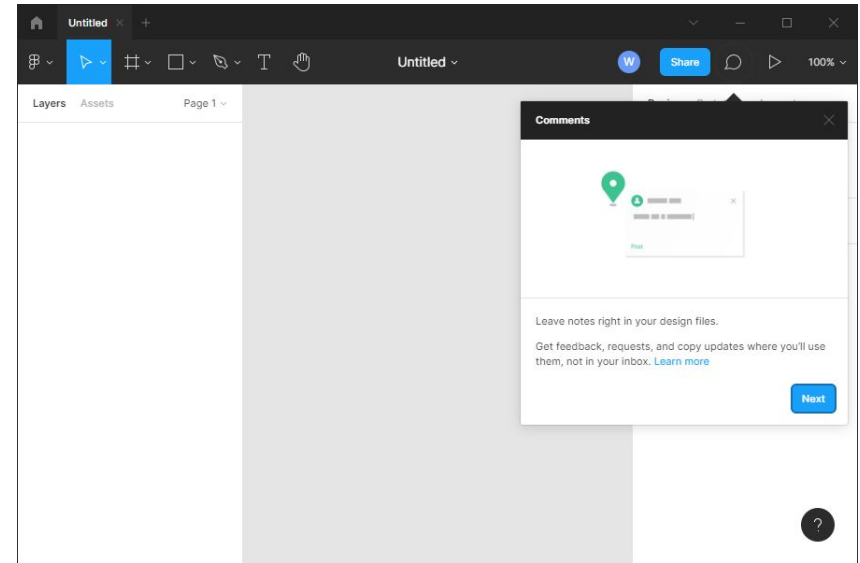 Untitled
Untitled
W
Share
100%
Layers Assets Page 1
Comments
Post
Leave notes right in your design files.
Get feedback, requests, and copy updates where you'll use
them, not in your inbox. Learn more
Next
?